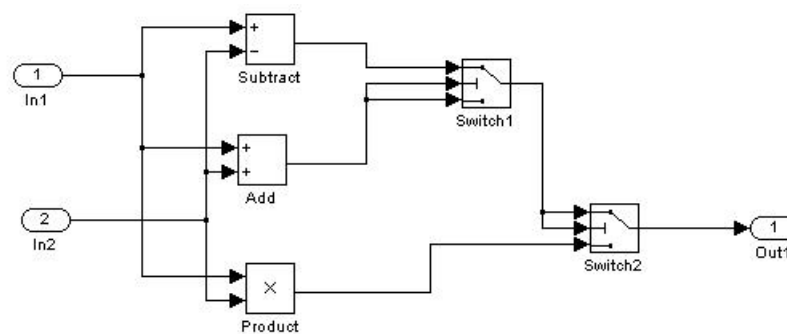 +
−
Subtract
1
In1
Switch1
+
+
Add
2
In2
Switch2
1
Out1
×
Product